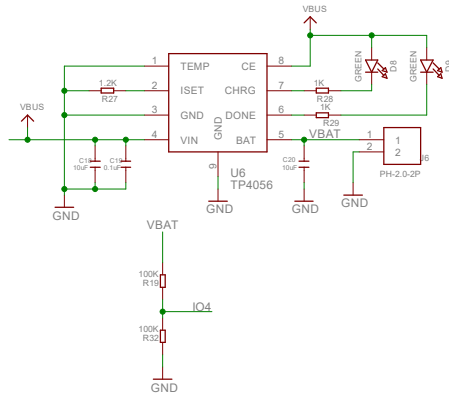 VBUS
GREEN
D8
GREEN
D9
1 TEMP CE 8
1.2K
R27
2 ISET CHRG 7
1K
R28
3 GND DONE 6
1K
R29
VBUS
4 VIN GND BAT 5
VBAT
1 1
2 2
J6
PH-2.0-2P
C18
10uF
C19
0.1uF
9
U6
TP4056
C20
10uF
GND
GND
GND
GND
VBAT
100K
R19
IO4
100K
R32
GND